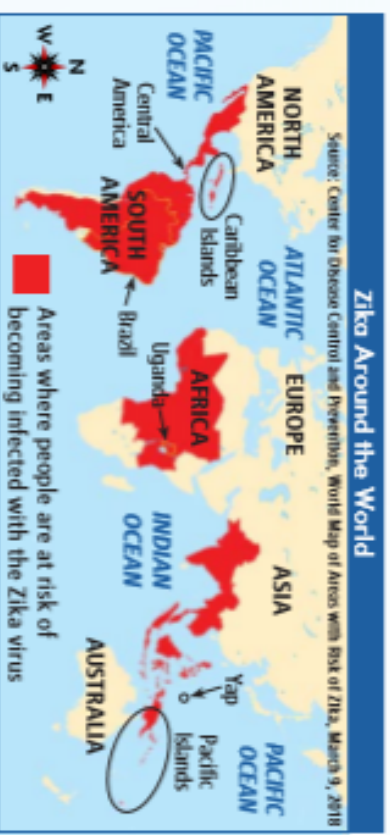 Zika Around the World
Source: Center for Disease Control and Prevention, World Map of Areas with Risk of Zika, March 9, 2018
NORTH
AMERICA
EUROPE
ASIA
ATLANTIC
OCEAN
PACIFIC
OCEAN
PACIFIC
OCEAN
Caribbean
Islands
Central
America
AFRICA
Uganda
Yap
Pacific
Islands
SOUTH
AMERICA
Brazil
INDIAN
OCEAN
AUSTRALIA
N
W
E
S
Areas where people are at risk of
becoming infected with the Zika virus